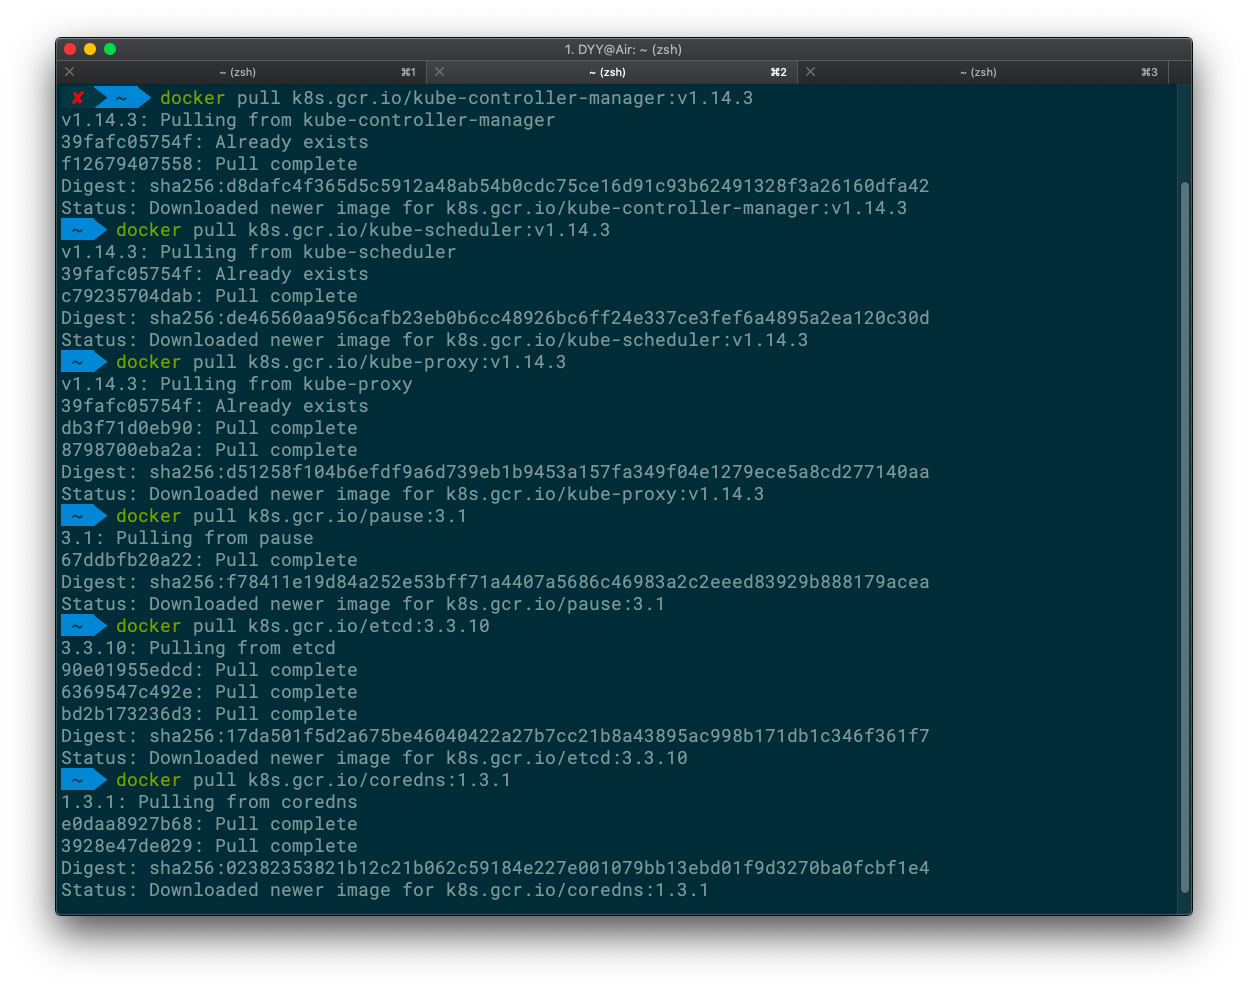 1. DYY@Air: ~ (zsh)
~ (zsh) ⌘1 ~ (zsh) ⌘2 ~ (zsh) ⌘3
✘ ~ docker pull k8s.gcr.io/kube-controller-manager:v1.14.3
v1.14.3: Pulling from kube-controller-manager
39fafc05754f: Already exists
f12679407558: Pull complete
Digest: sha256:d8dafc4f365d5c5912a48ab54b0cdc75ce16d91c93b62491328f3a26160dfa42
Status: Downloaded newer image for k8s.gcr.io/kube-controller-manager:v1.14.3
~ docker pull k8s.gcr.io/kube-scheduler:v1.14.3
v1.14.3: Pulling from kube-scheduler
39fafc05754f: Already exists
c79235704dab: Pull complete
Digest: sha256:de46560aa956cafb23eb0b6cc48926bc6ff24e337ce3fef6a4895a2ea120c30d
Status: Downloaded newer image for k8s.gcr.io/kube-scheduler:v1.14.3
~ docker pull k8s.gcr.io/kube-proxy:v1.14.3
v1.14.3: Pulling from kube-proxy
39fafc05754f: Already exists
db3f71d0eb90: Pull complete
8798700eba2a: Pull complete
Digest: sha256:d51258f104b6efdf9a6d739eb1b9453a157fa349f04e1279ece5a8cd277140aa
Status: Downloaded newer image for k8s.gcr.io/kube-proxy:v1.14.3
~ docker pull k8s.gcr.io/pause:3.1
3.1: Pulling from pause
67ddbfb20a22: Pull complete
Digest: sha256:f78411e19d84a252e53bff71a4407a5686c46983a2c2eeed83929b888179acea
Status: Downloaded newer image for k8s.gcr.io/pause:3.1
~ docker pull k8s.gcr.io/etcd:3.3.10
3.3.10: Pulling from etcd
90e01955edcd: Pull complete
6369547c492e: Pull complete
bd2b173236d3: Pull complete
Digest: sha256:17da501f5d2a675be46040422a27b7cc21b8a43895ac998b171db1c346f361f7
Status: Downloaded newer image for k8s.gcr.io/etcd:3.3.10
~ docker pull k8s.gcr.io/coredns:1.3.1
1.3.1: Pulling from coredns
e0daa8927b68: Pull complete
3928e47de029: Pull complete
Digest: sha256:02382353821b12c21b062c59184e227e001079bb13ebd01f9d3270ba0fcbf1e4
Status: Downloaded newer image for k8s.gcr.io/coredns:1.3.1